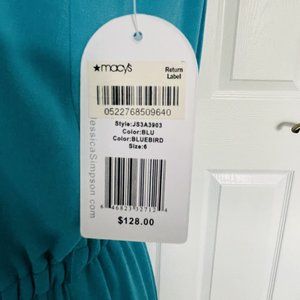 ★macy's
Return
Label
0522768509640
Style:JS3A3903
Color:BLU
Color:BLUEBIRD
Size:6
JessicaSimpson.com
$128.00